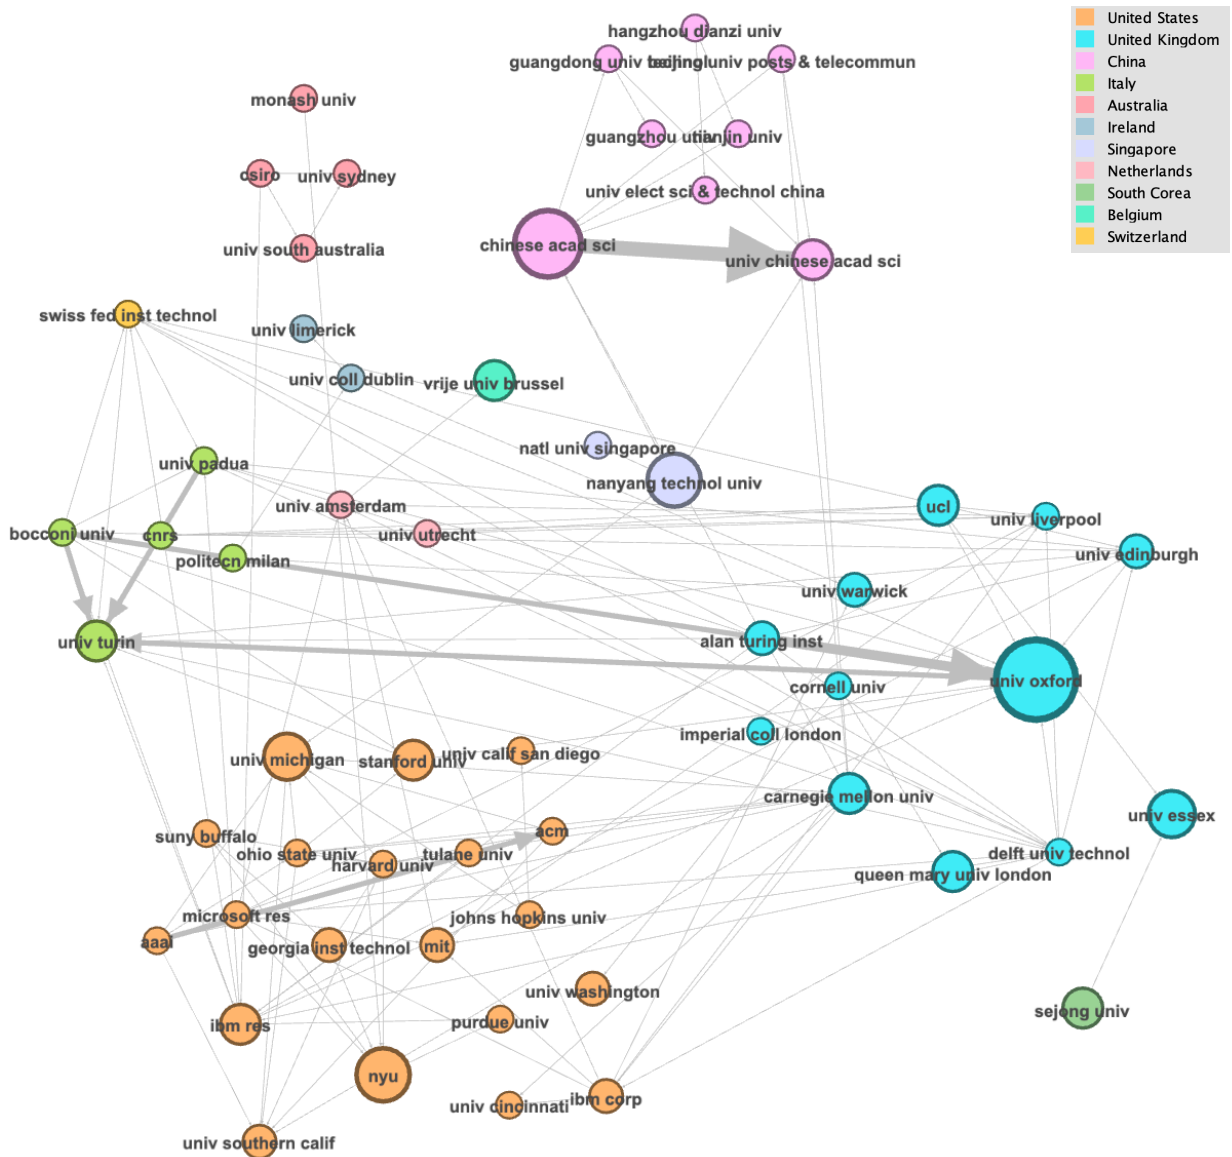 United States
United Kingdom
China
Italy
Australia
Ireland
Singapore
Netherlands
South Corea
Belgium
Switzerland
hangzhou dianzi univ
guangdong univ technol
beijing univ posts & telecommun
monash univ
guangzhou univ
tianjin univ
csiro
univ sydney
univ elect sci & technol china
univ south australia
chinese acad sci
univ chinese acad sci
swiss fed inst technol
univ limerick
univ coll dublin
vrije univ brussel
natl univ singapore
univ padua
nanyang technol univ
univ amsterdam
ucl
univ liverpool
bocconi univ
cnrs
univ utrecht
univ edinburgh
politecn milan
univ warwick
univ turin
alan turing inst
univ oxford
cornell univ
imperial coll london
univ michigan
stanford univ
univ calif san diego
carnegie mellon univ
univ essex
suny buffalo
acm
ohio state univ
harvard univ
tulane univ
delft univ technol
queen mary univ london
microsoft res
johns hopkins univ
aaai
georgia inst technol
mit
univ washington
sejong univ
ibm res
purdue univ
nyu
univ cincinnati
ibm corp
univ southern calif